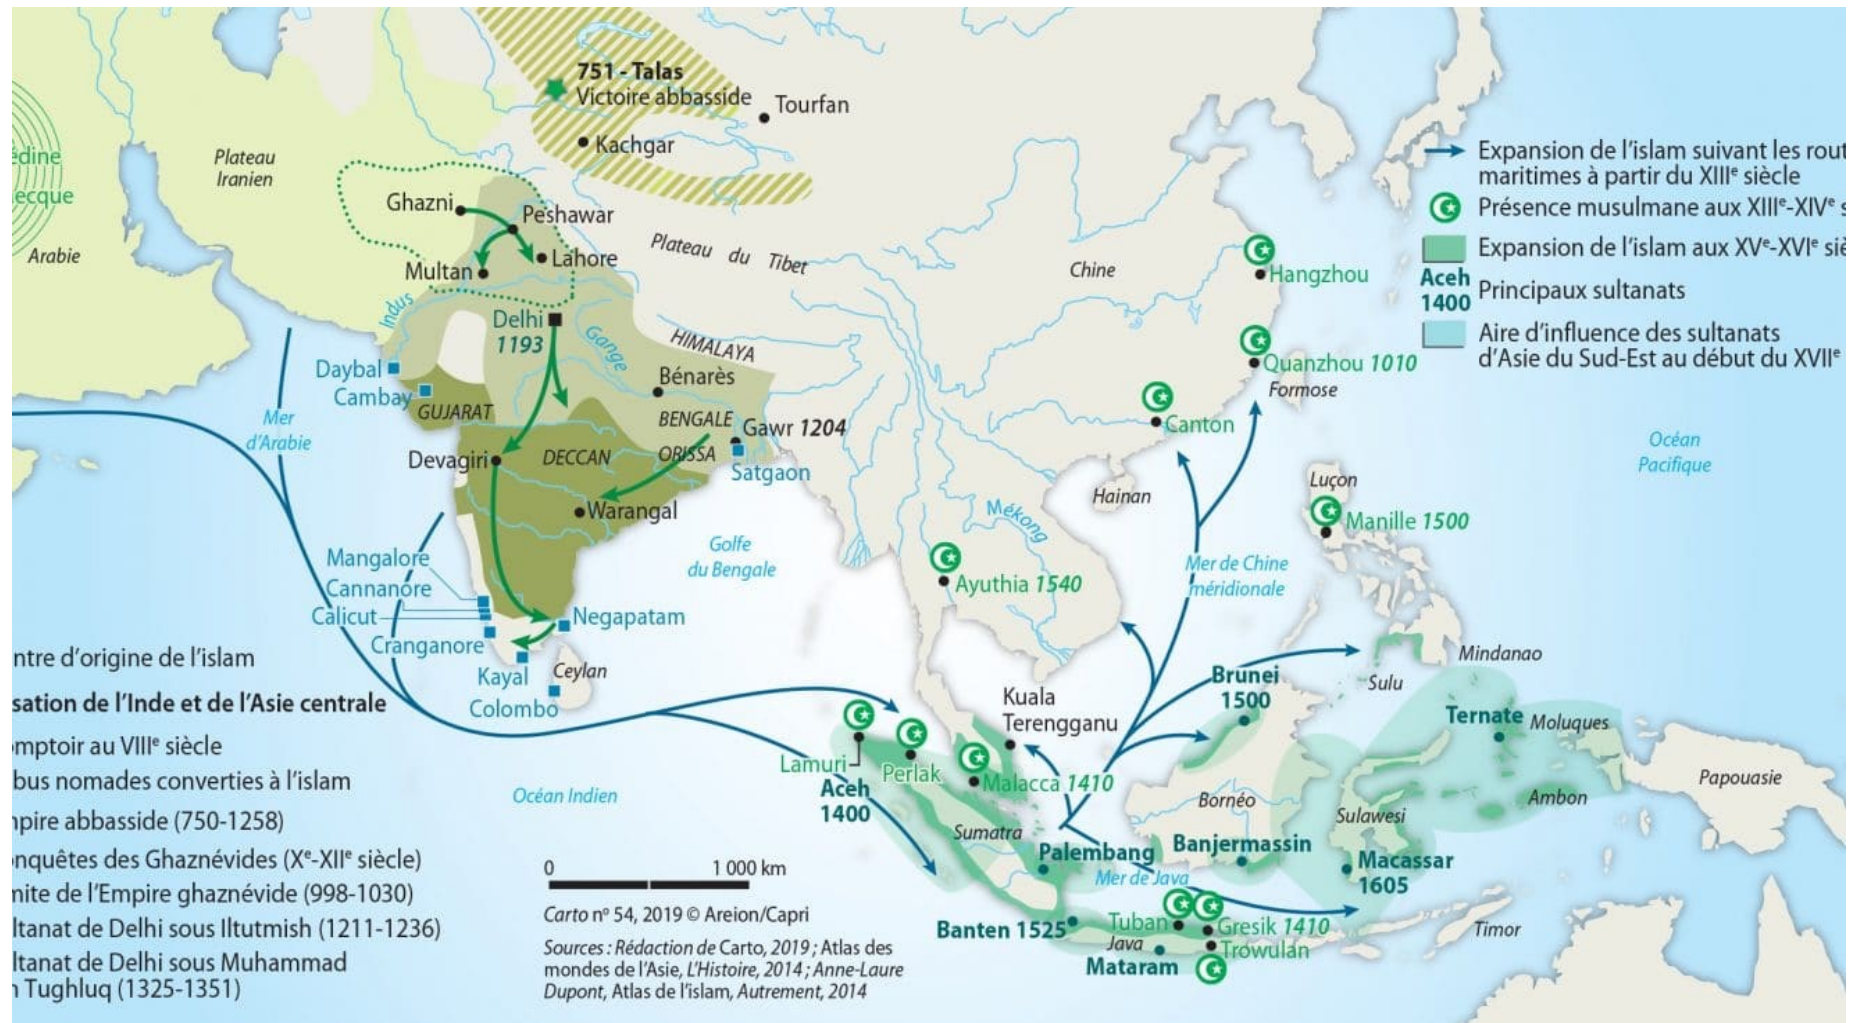 751 - Talas
Victoire abbasside
Tourfan
Kachgar
édine
ecque
Arabie
Plateau
Iranien
Ghazni
Peshawar
Lahore
Multan
Indus
Delhi
1193
Gange
HIMALAYA
Plateau du Tibet
Chine
Hangzhou
Quanzhou 1010
Formose
Canton
Hainan
Daybal
Cambay
GUJARAT
Bénarès
BENGALE
Gawr 1204
ORISSA
Satgaon
Devagiri
DECCAN
Warangal
Mer
d'Arabie
Golfe
du Bengale
Mangalore
Cannanore
Calicut
Cranganore
Negapatam
Kayal
Colombo
Ceylan
Océan Indien
Mékong
Ayuthia 1540
Mer de Chine
méridionale
Luçon
Manille 1500
Océan
Pacifique
Mindanao
Sulu
Brunei
1500
Kuala
Terengganu
Lamuri
Perlak
Malacca 1410
Aceh
1400
Sumatra
Palembang
Bornéo
Banjermassin
Mer de Java
Ternate
Moluques
Ambon
Sulawesi
Macassar
1605
Papouasie
Timor
Banten 1525
Tuban
Gresik 1410
Java
Trowulan
Mataram
Expansion de l'islam suivant les rout
maritimes à partir du XIIIe siècle
Présence musulmane aux XIIIe-XIVe s
Expansion de l'islam aux XVe-XVIe siè
Aceh
1400
Principaux sultanats
Aire d'influence des sultanats
d'Asie du Sud-Est au début du XVIIe
ntre d'origine de l'islam
sation de l'Inde et de l'Asie centrale
omptoir au VIIIe siècle
bus nomades converties à l'islam
mpire abbasside (750-1258)
onquêtes des Ghaznévides (Xe-XIIe siècle)
mite de l'Empire ghaznévide (998-1030)
ltanat de Delhi sous Iltutmish (1211-1236)
ltanat de Delhi sous Muhammad
n Tughluq (1325-1351)
0 1 000 km
Carto no 54, 2019 © Areion/Capri
Sources : Rédaction de Carto, 2019 ; Atlas des
mondes de l'Asie, L'Histoire, 2014 ; Anne-Laure
Dupont, Atlas de l'islam, Autrement, 2014